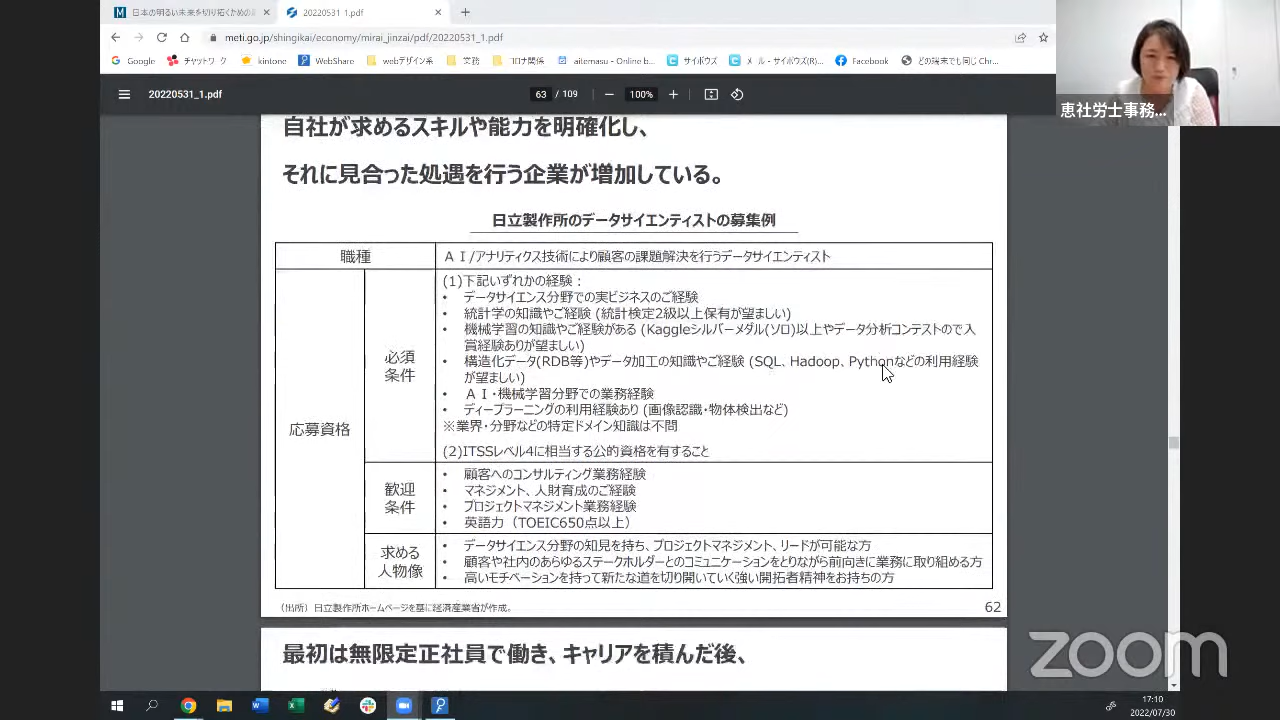 日本の明るい未来を切り拓くための
20220531_1.pdf
meti.go.jp/shingikai/economy/mirai_jinzai/pdf/20220531_1.pdf
Google チャットワーク kintone WebShare webデザイン系 業務 コロナ関係 aitemasu - Online b... サイボウズ メール - サイボウズ(R)... Facebook どの端末でも同じ Chr...
20220531_1.pdf 63 / 109 100%
恵社労士事務...
自社が求めるスキルや能力を明確化し、
それに見合った処遇を行う企業が増加している。
日立製作所のデータサイエンティストの募集例
職種 ＡＩ/アナリティクス技術により顧客の課題解決を行うデータサイエンティスト
応募資格
必須
条件
(1)下記いずれかの経験：
• データサイエンス分野での実ビジネスのご経験
• 統計学の知識やご経験 (統計検定2級以上保有が望ましい)
• 機械学習の知識やご経験がある (Kaggleシルバーメダル(ソロ)以上やデータ分析コンテストので入
賞経験ありが望ましい)
• 構造化データ(RDB等)やデータ加工の知識やご経験 (SQL、Hadoop、Pythonなどの利用経験
が望ましい)
• ＡＩ・機械学習分野での業務経験
• ディープラーニングの利用経験あり (画像認識・物体検出など)
※業界・分野などの特定ドメイン知識は不問
(2)ITSSレベル4に相当する公的資格を有すること
歓迎
条件
• 顧客へのコンサルティング業務経験
• マネジメント、人財育成のご経験
• プロジェクトマネジメント業務経験
• 英語力（TOEIC650点以上）
求める
人物像
• データサイエンス分野の知見を持ち、プロジェクトマネジメント、リードが可能な方
• 顧客や社内のあらゆるステークホルダーとのコミュニケーションをとりながら前向きに業務に取り組める方
• 高いモチベーションを持って新たな道を切り開いていく強い開拓者精神をお持ちの方
（出所）日立製作所ホームページを基に経済産業省が作成。
62
最初は無限定正社員で働き、キャリアを積んだ後、
zoom
17:10
2022/07/30